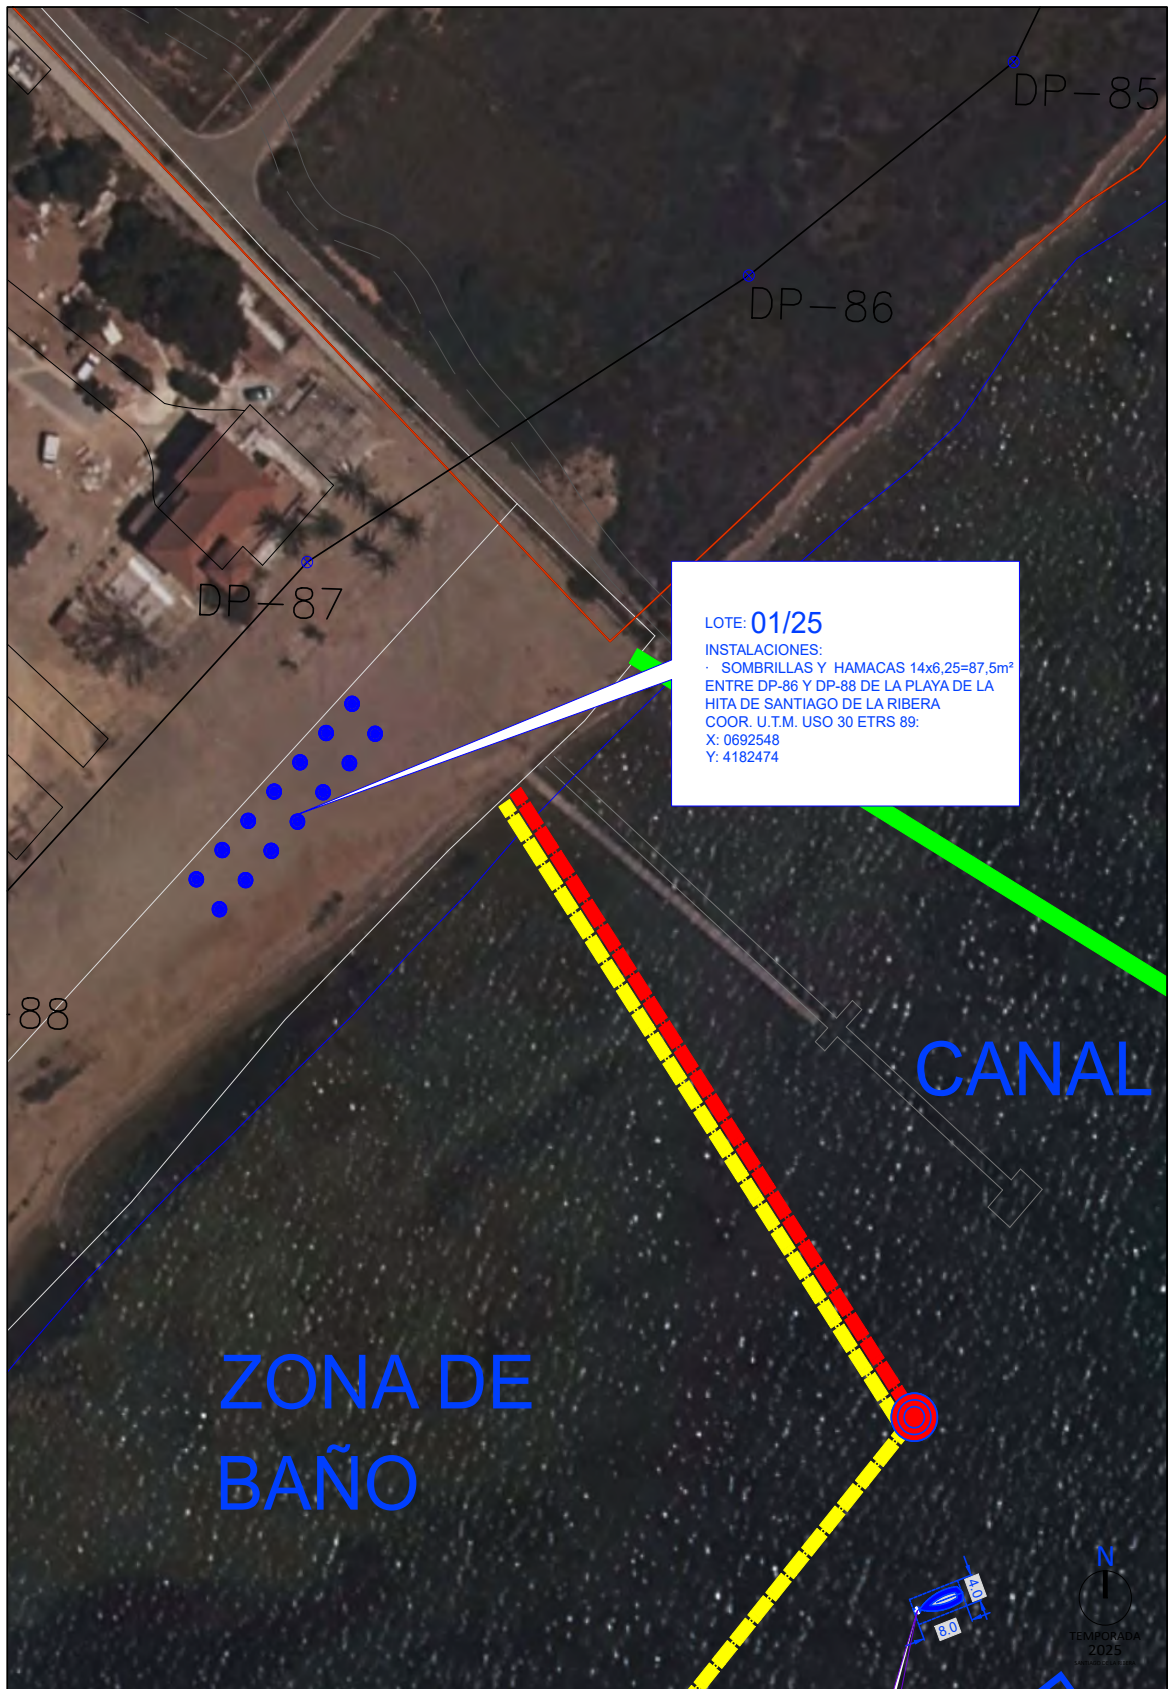 DP-85
DP-86
DP-87
LOTE: 01/25
INSTALACIONES:
· SOMBRILLAS Y HAMACAS 14x6,25=87,5m²
ENTRE DP-86 Y DP-88 DE LA PLAYA DE LA
HITA DE SANTIAGO DE LA RIBERA
COOR. U.T.M. USO 30 ETRS 89:
X: 0692548
Y: 4182474
88
CANAL
ZONA DE
BAÑO
N
4.0
8.0
TEMPORADA
2025